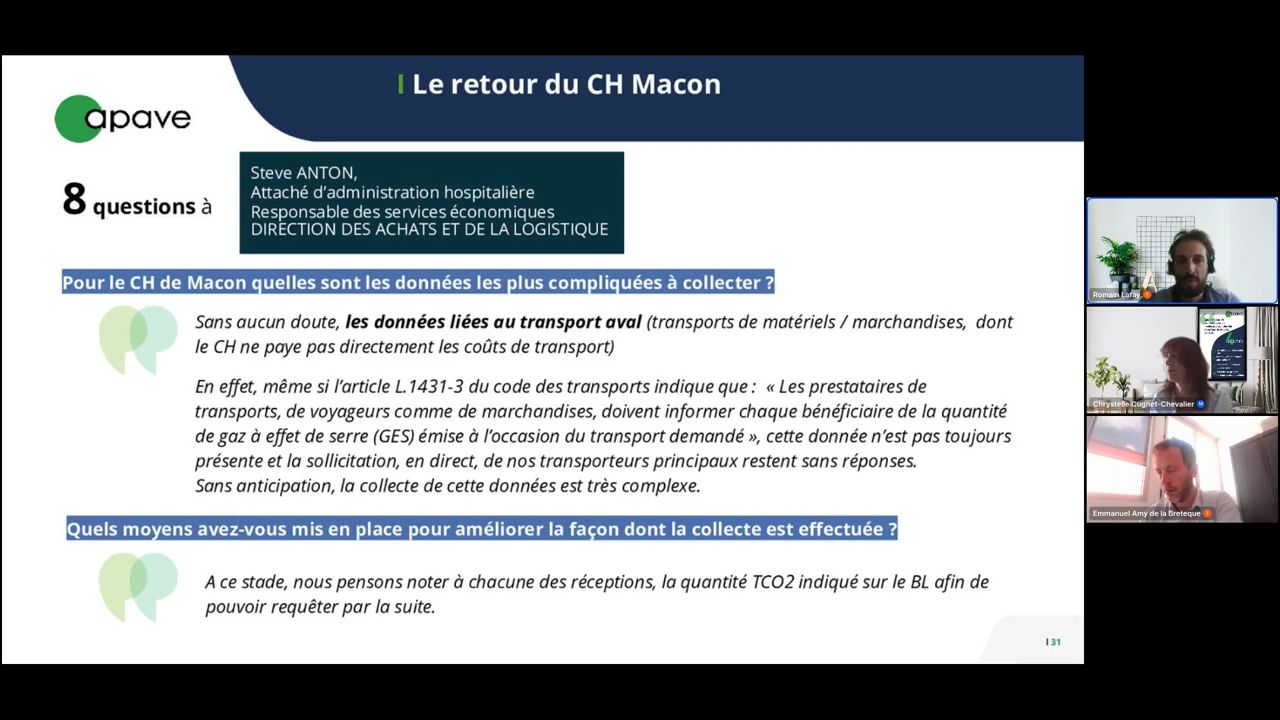 Le retour du CH Macon
apave
8 questions à
Steve ANTON,
Attaché d'administration hospitalière
Responsable des services économiques
DIRECTION DES ACHATS ET DE LA LOGISTIQUE
Pour le CH de Macon quelles sont les données les plus compliquées à collecter ?
Sans aucun doute, les données liées au transport aval (transports de matériels / marchandises, dont
le CH ne paye pas directement les coûts de transport)
En effet, même si l'article L.1431-3 du code des transports indique que : « Les prestataires de
transports, de voyageurs comme de marchandises, doivent informer chaque bénéficiaire de la quantité
de gaz à effet de serre (GES) émise à l'occasion du transport demandé », cette donnée n'est pas toujours
présente et la sollicitation, en direct, de nos transporteurs principaux restent sans réponses.
Sans anticipation, la collecte de cette données est très complexe.
Quels moyens avez-vous mis en place pour améliorer la façon dont la collecte est effectuée ?
A ce stade, nous pensons noter à chacune des réceptions, la quantité TCO2 indiqué sur le BL afin de
pouvoir requêter par la suite.
31
Romain Lafay
Chrystelle Cugnet-Chevalier
Emmanuel Amy de la Breteque